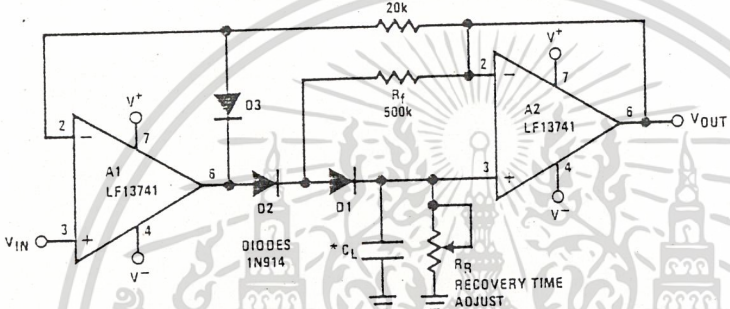 20k
V+
7
2
−
D3
Rf
500k
2
−
V+
7
A1
LF13741
6
A2
LF13741
6
VOUT
3
+
4
V−
VIN
D2
D1
3
+
4
V−
DIODES
1N914
*CL
RR
RECOVERY TIME
ADJUST